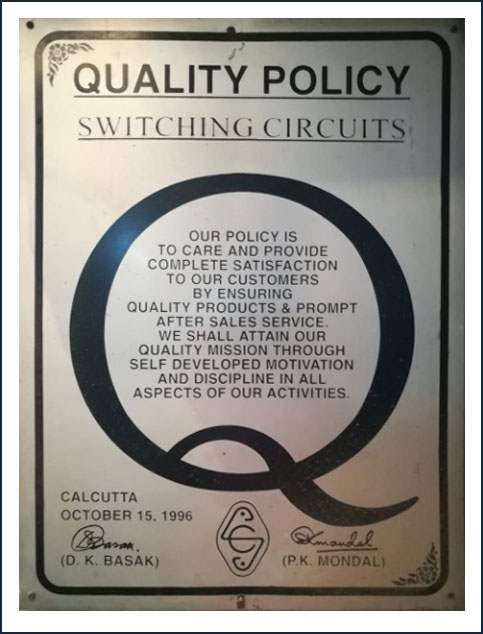 QUALITY POLICY
SWITCHING CIRCUITS
OUR POLICY IS
TO CARE AND PROVIDE
COMPLETE SATISFACTION
TO OUR CUSTOMERS
BY ENSURING
QUALITY PRODUCTS & PROMPT
AFTER SALES SERVICE.
WE SHALL ATTAIN OUR
QUALITY MISSION THROUGH
SELF DEVELOPED MOTIVATION
AND DISCIPLINE IN ALL
ASPECTS OF OUR ACTIVITIES.
CALCUTTA
OCTOBER 15, 1996
(D. K. BASAK)
(P.K. MONDAL)